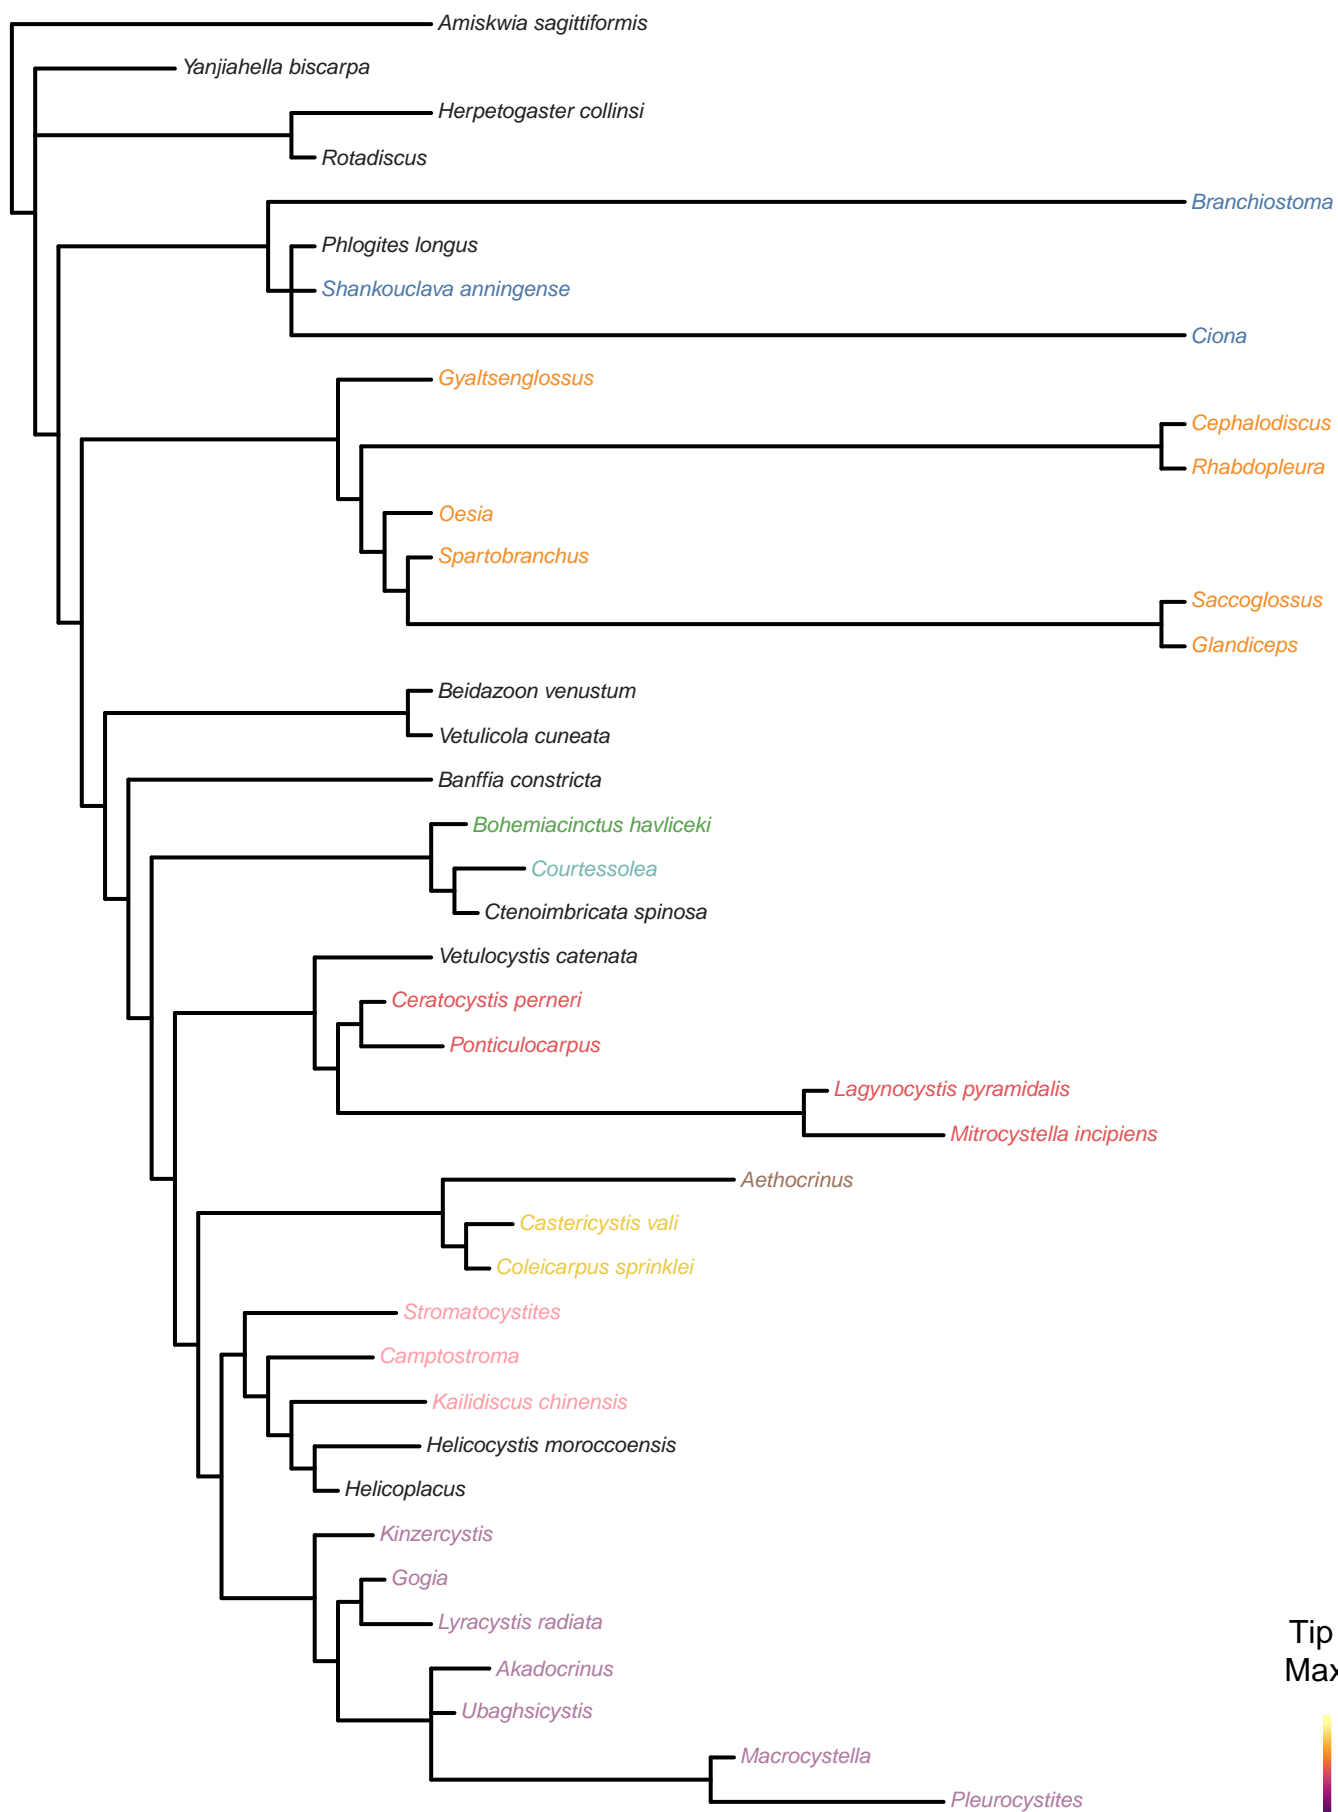 Amiskwia sagittiformis
Yanjiahella biscarpa
Herpetogaster collinsi
Rotadiscus
Branchiostoma
Phlogites longus
Shankouclava anningense
Ciona
Gyaltsenglossus
Cephalodiscus
Rhabdopleura
Oesia
Spartobranchus
Saccoglossus
Glandiceps
Beidazoon venustum
Vetulicola cuneata
Banffia constricta
Bohemiacinctus havliceki
Courtessolea
Ctenoimbricata spinosa
Vetulocystis catenata
Ceratocystis perneri
Ponticulocarpus
Lagynocystis pyramidalis
Mitrocystella incipiens
Aethocrinus
Castericystis vali
Coleicarpus sprinklei
Stromatocystites
Camptostroma
Kailidiscus chinensis
Helicocystis moroccoensis
Helicoplacus
Kinzercystis
Gogia
Lyracystis radiata
Tip
Akadocrinus
Max
Ubaghsicystis
Macrocystella
Pleurocystites